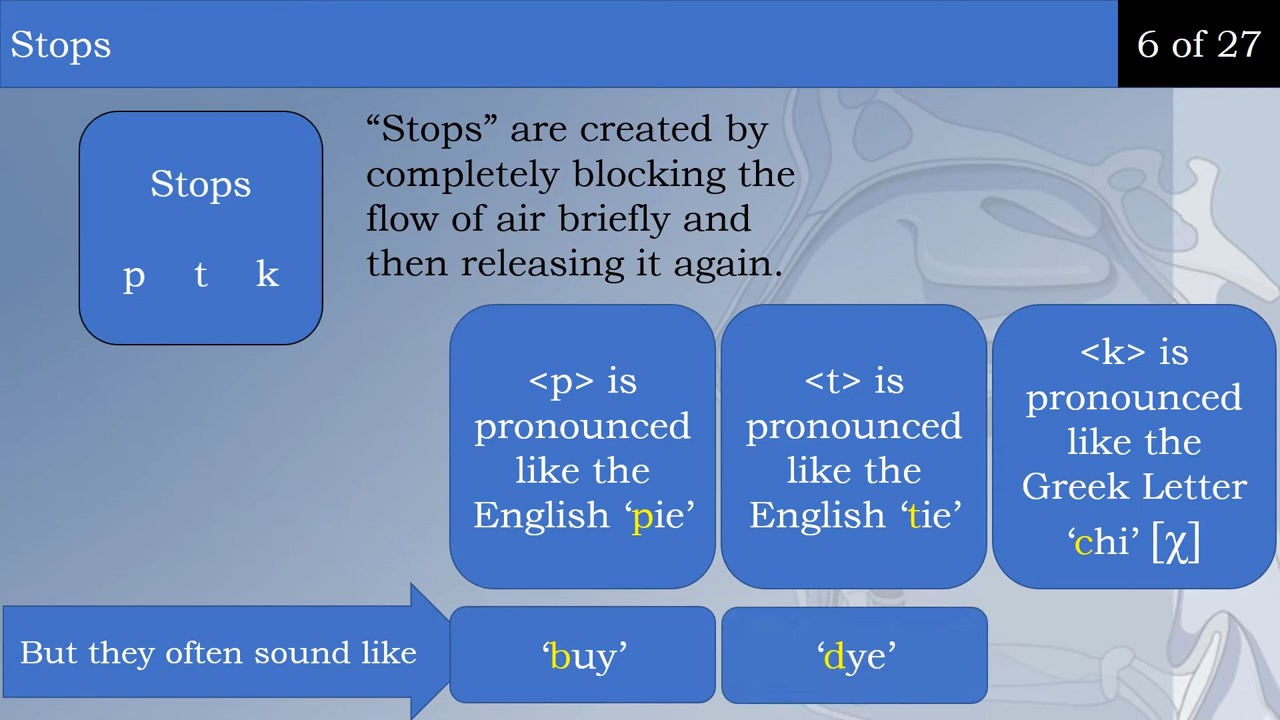 Stops
6 of 27
Stops
p t k
“Stops” are created by
completely blocking the
flow of air briefly and
then releasing it again.
<p> is
pronounced
like the
English ‘pie’
<t> is
pronounced
like the
English ‘tie’
<k> is
pronounced
like the
Greek Letter
‘chi’ [χ]
But they often sound like
‘buy’
‘dye’